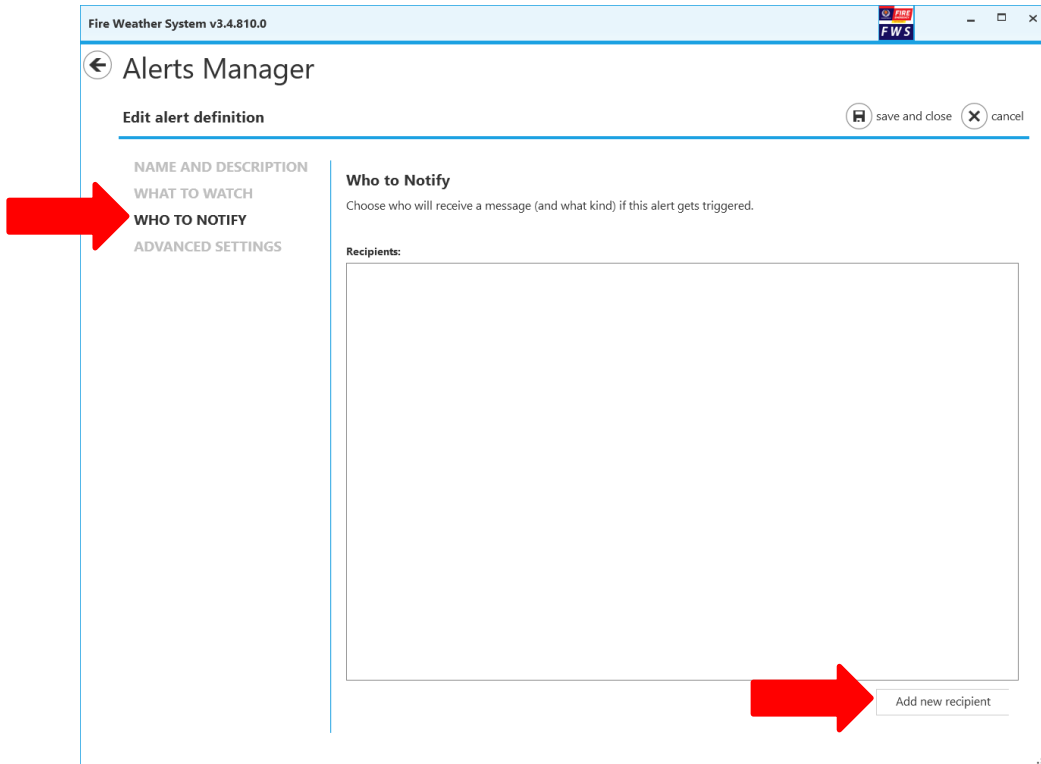 Fire Weather System v3.4.810.0
FIRE
FWS
Alerts Manager
Edit alert definition
save and close
cancel
NAME AND DESCRIPTION
WHAT TO WATCH
WHO TO NOTIFY
ADVANCED SETTINGS
Who to Notify
Choose who will receive a message (and what kind) if this alert gets triggered.
Recipients:
Add new recipient